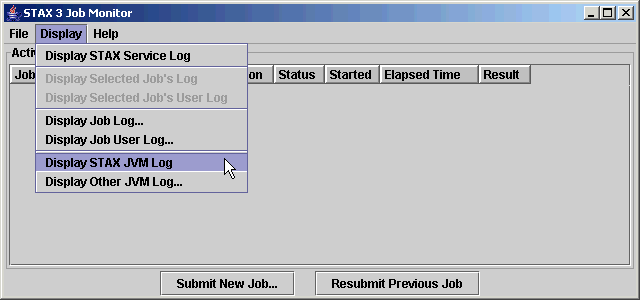 STAX 3 Job Monitor
File Display Help
Display STAX Service Log
Job Status Started Elapsed Time Result
Display Selected Job's Log
Display Selected Job's User Log
Display Job Log...
Display Job User Log...
Display STAX JVM Log
Display Other JVM Log...
Submit New Job... Resubmit Previous Job